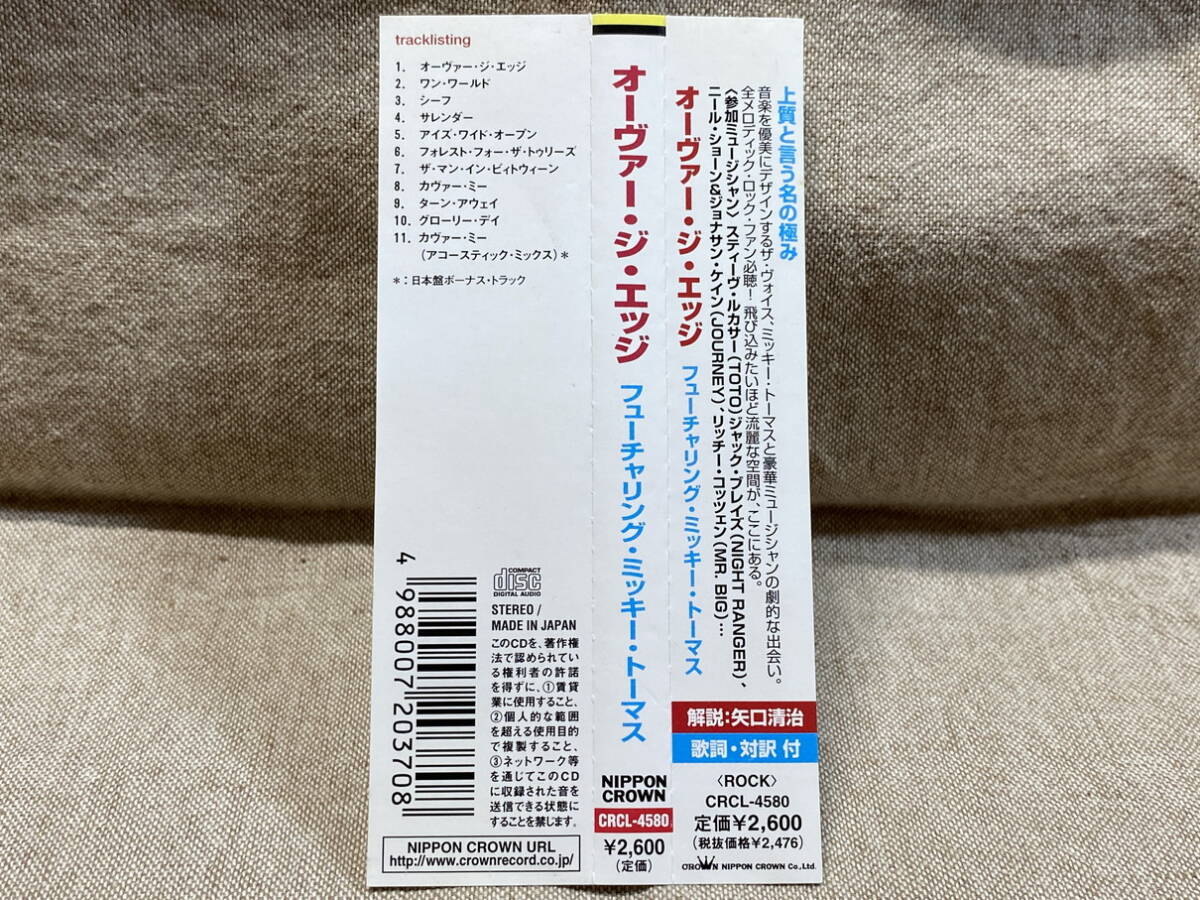 tracklisting
1. オーヴァー・ジ・エッジ
2. ワン・ワールド
3. シーフ
4. サレンダー
5. アイズ・ワイド・オープン
6. フォレスト・フォー・ザ・トゥリーズ
7. ザ・マン・イン・ビィトウィーン
8. カヴァー・ミー
9. ターン・アウェイ
10. グローリー・デイ
11. カヴァー・ミー
(アコースティック・ミックス)*
*：日本盤ボーナス・トラック
4 988007 203708
COMPACT
disc
DIGITAL AUDIO
STEREO/
MADE IN JAPAN
このCDを、著作権
法で認められてい
る権利者の許諾
を得ずに、①賃貸
業に使用すること、
②個人的な範囲
を超える使用目的
で複製すること、
③ネットワーク等
を通じてこのCD
に収録された音を
送信できる状態に
することを禁じます。
NIPPON CROWN URL
http://www.crownrecord.co.jp/
オーヴァー・ジ・エッジ
フューチャリング・ミッキー・トーマス
NIPPON
CROWN
CRCL-4580
¥2,600
(定価)
上質と言う名の極み
音楽を優美にデザインするザ・ヴォイス、ミッキー・トーマスと豪華ミュージシャンの劇的な出会い。
全メロディック・ロック・ファン必聴！ 飛び込みたいほど流麗な空間が、ここにある。
〈参加ミュージシャン〉スティーヴ・ルカサー(TOTO)ジャック・ブレイズ(NIGHT RANGER)、
ニール・ショーン&ジョナサン・ケイン(JOURNEY)、リッチー・コッツェン(MR. BIG)…
オーヴァー・ジ・エッジ
フューチャリング・ミッキー・トーマス
解説：矢口清治
歌詞・対訳 付
〈ROCK〉
CRCL-4580
定価¥2,600
(税抜価格¥2,476)
CROWN NIPPON CROWN Co.,Ltd.